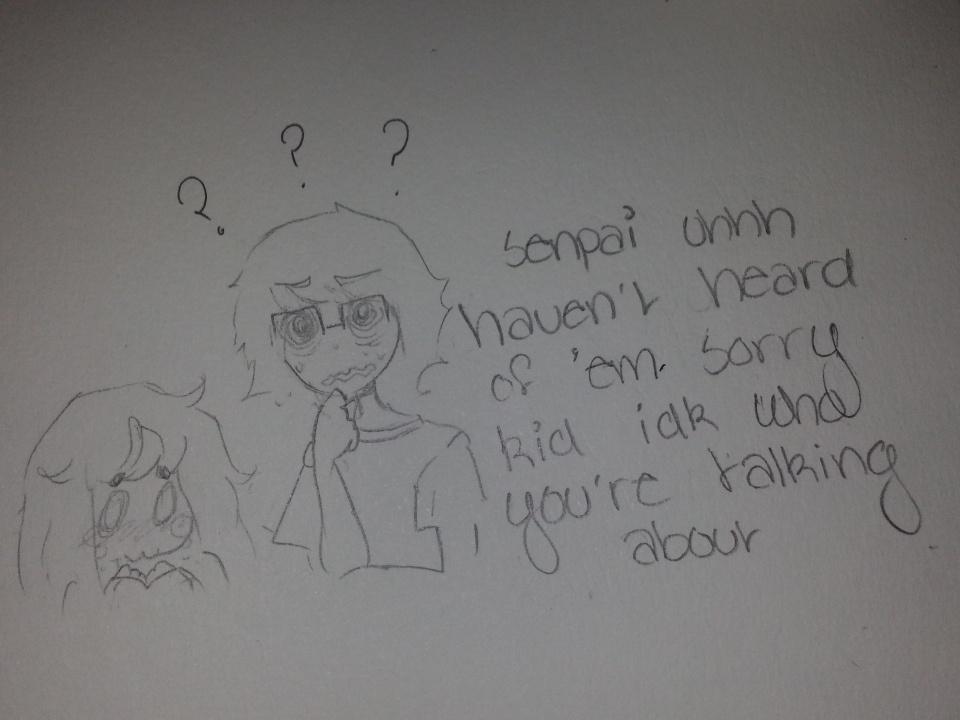 ? ? ?
senpai uhhh
haven't heard
of 'em. sorry
kid idk who
you're talking
about